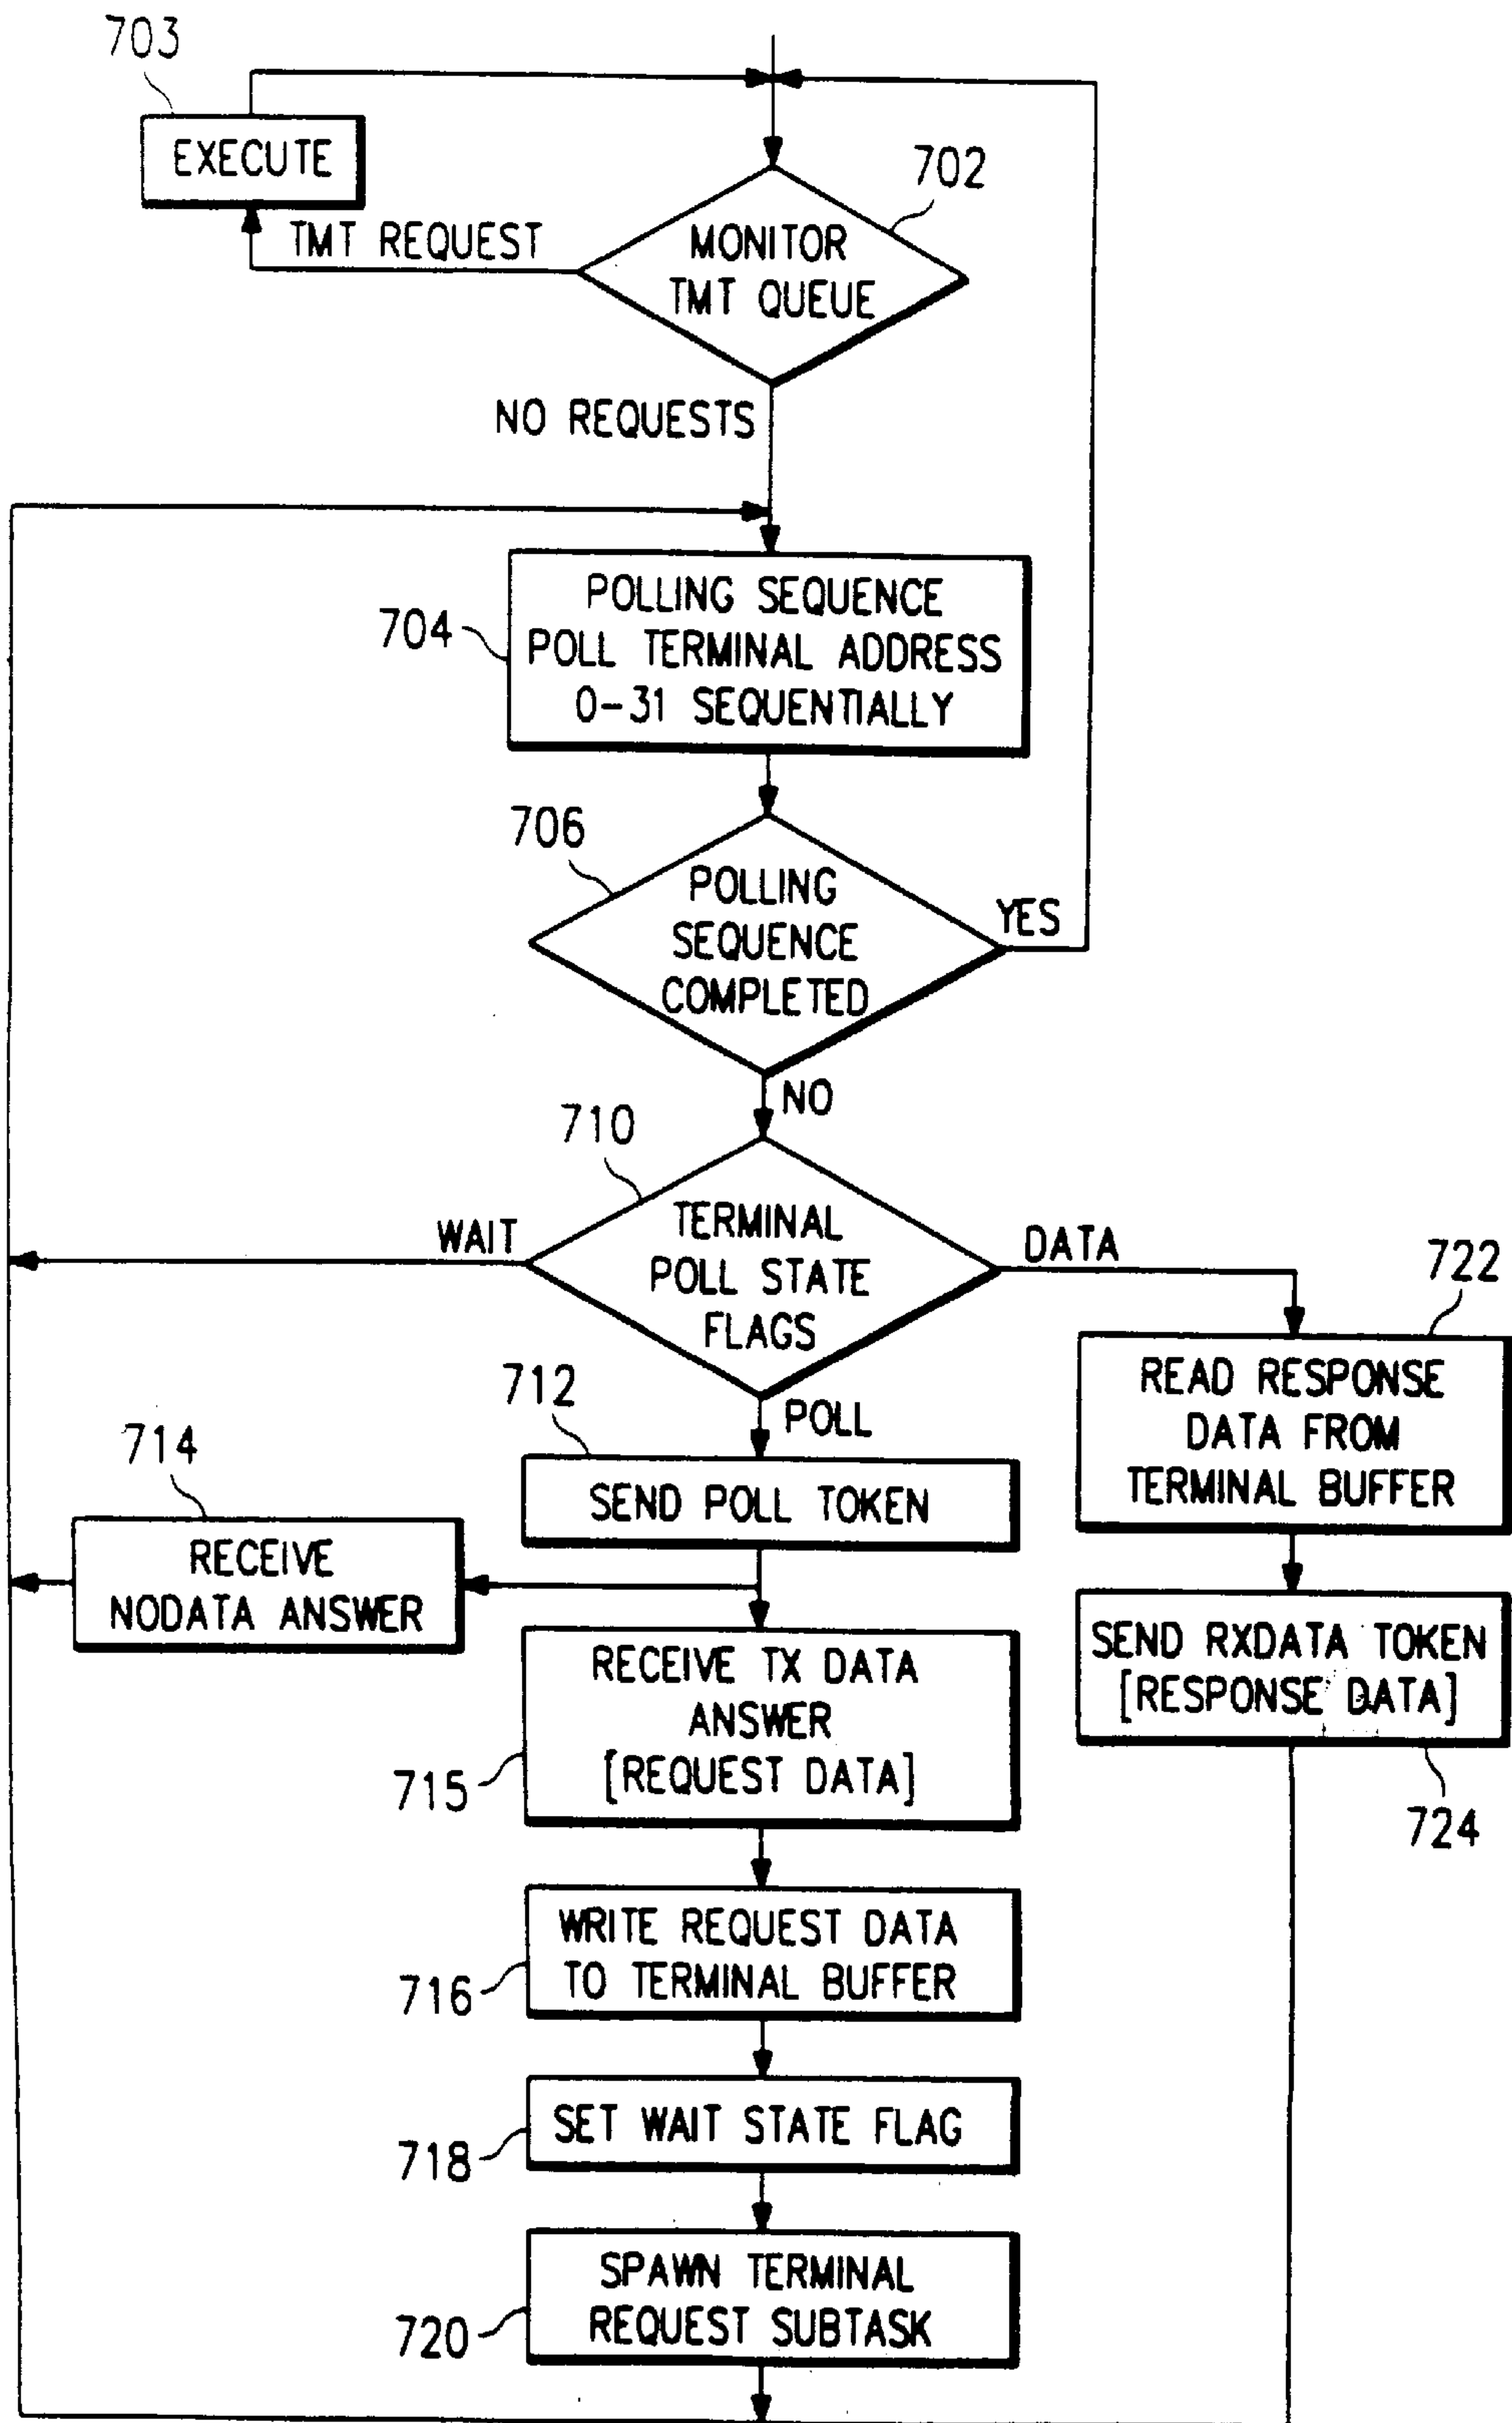 703
EXECUTE
702
TMT REQUEST
MONITOR
TMT QUEUE
NO REQUESTS
704
POLLING SEQUENCE
POLL TERMINAL ADDRESS
0-31 SEQUENTIALLY
706
POLLING
SEQUENCE
COMPLETED
YES
NO
710
WAIT
TERMINAL
POLL STATE
FLAGS
DATA
722
READ RESPONSE
DATA FROM
TERMINAL BUFFER
712
POLL
714
SEND POLL TOKEN
RECEIVE
NODATA ANSWER
SEND RXDATA TOKEN
[RESPONSE DATA]
724
RECEIVE TX DATA
ANSWER
[REQUEST DATA]
715
WRITE REQUEST DATA
TO TERMINAL BUFFER
716
SET WAIT STATE FLAG
718
SPAWN TERMINAL
REQUEST SUBTASK
720